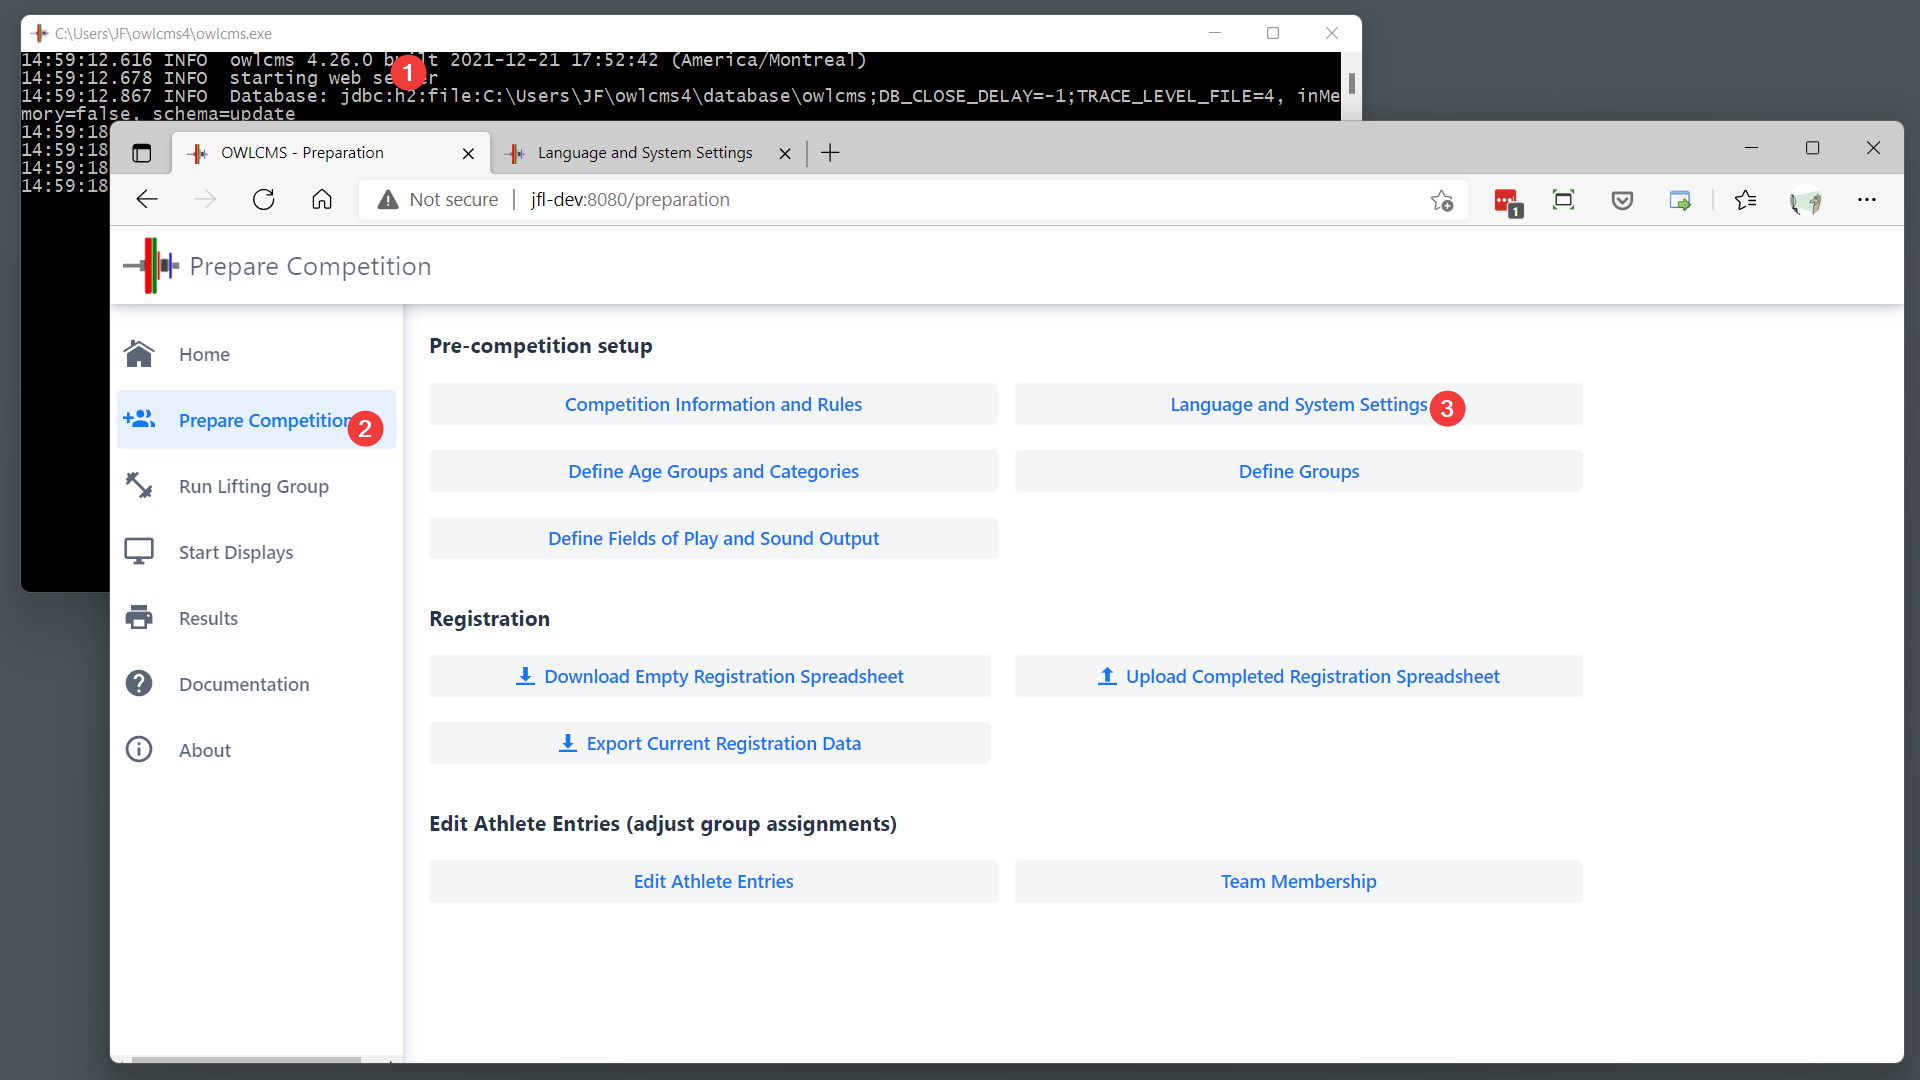 C:\Users\JF\owlcms4\owlcms.exe
14:59:12.616 INFO owlcms 4.26.0 built 2021-12-21 17:52:42 (America/Montreal)
14:59:12.678 INFO starting web server
14:59:12.867 INFO Database: jdbc:h2:file:C:\Users\JF\owlcms4\database\owlcms;DB_CLOSE_DELAY=-1;TRACE_LEVEL_FILE=4, inMe
mory=false, schema=update
14:59:18
14:59:18
14:59:18
14:59:18
1
OWLCMS - Preparation
Language and System Settings
Not secure
jfl-dev:8080/preparation
1
Prepare Competition
Home
Prepare Competition
2
Run Lifting Group
Start Displays
Results
Documentation
About
Pre-competition setup
Competition Information and Rules
Language and System Settings
3
Define Age Groups and Categories
Define Groups
Define Fields of Play and Sound Output
Registration
Download Empty Registration Spreadsheet
Upload Completed Registration Spreadsheet
Export Current Registration Data
Edit Athlete Entries (adjust group assignments)
Edit Athlete Entries
Team Membership